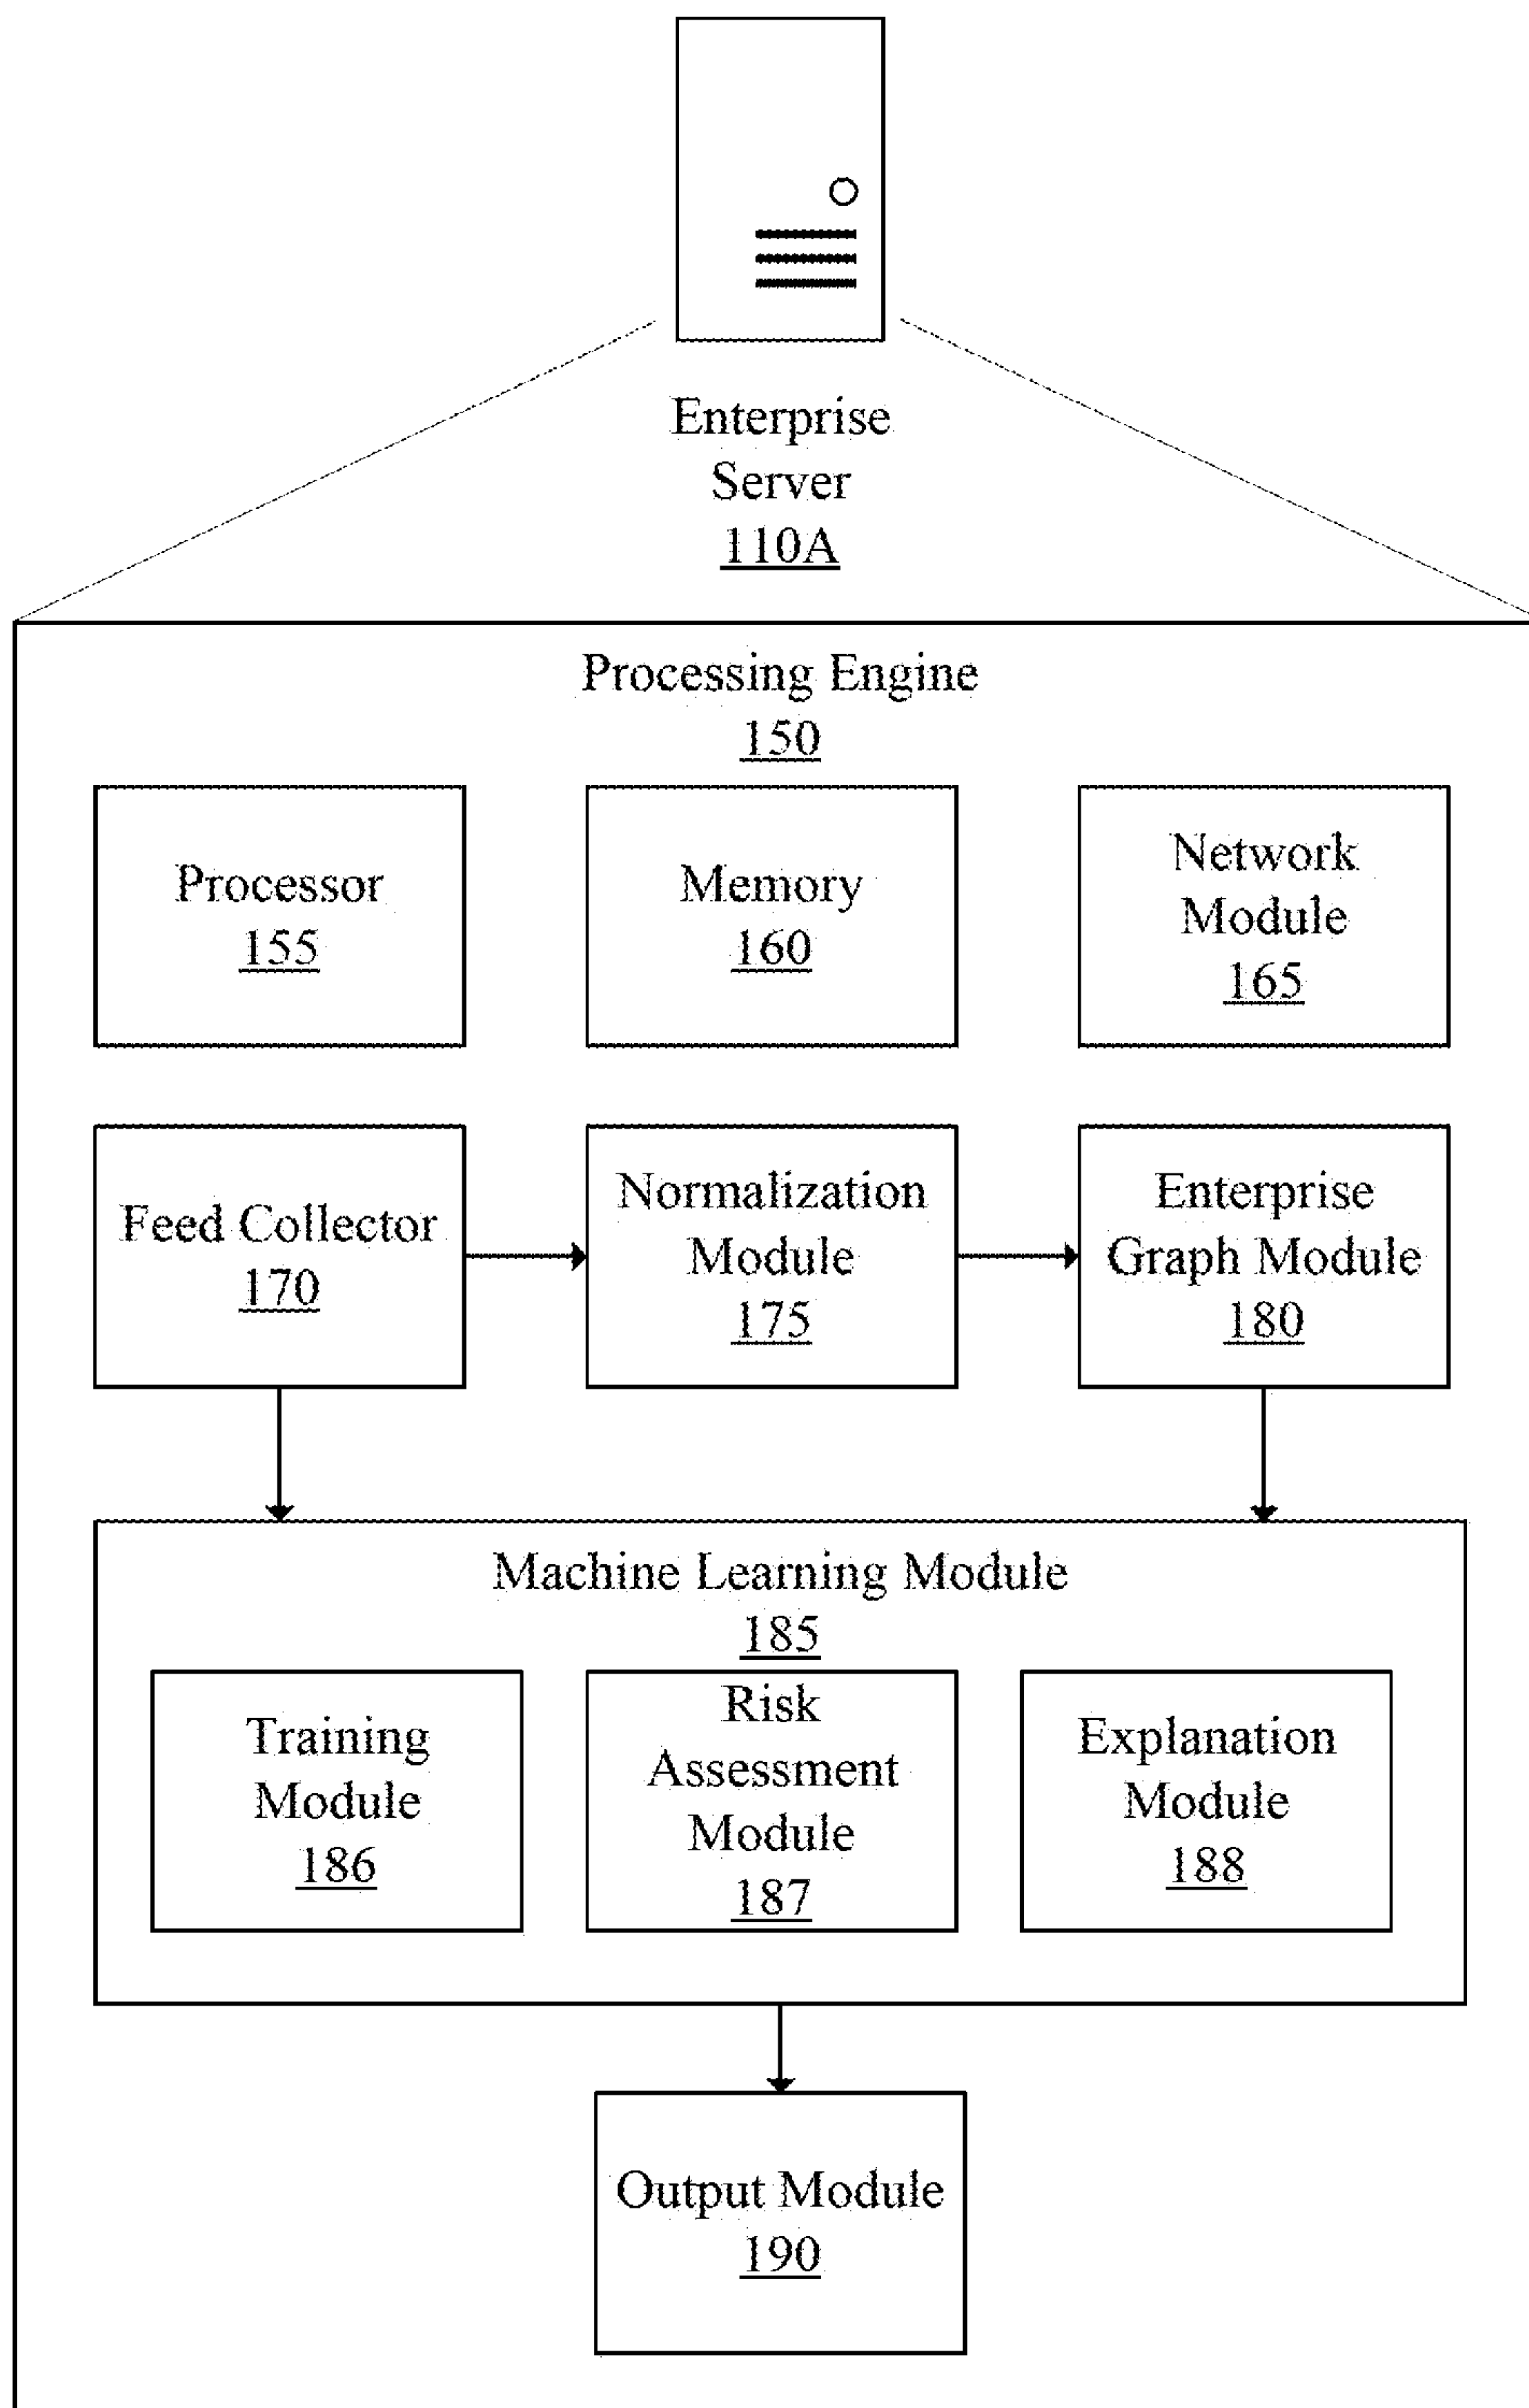 Enterprise
Server
110A
Processing Engine
150
Processor
155
Memory
160
Network
Module
165
Feed Collector
170
Normalization
Module
175
Enterprise
Graph Module
180
Machine Learning Module
185
Training
Module
186
Risk
Assessment
Module
187
Explanation
Module
188
Output Module
190